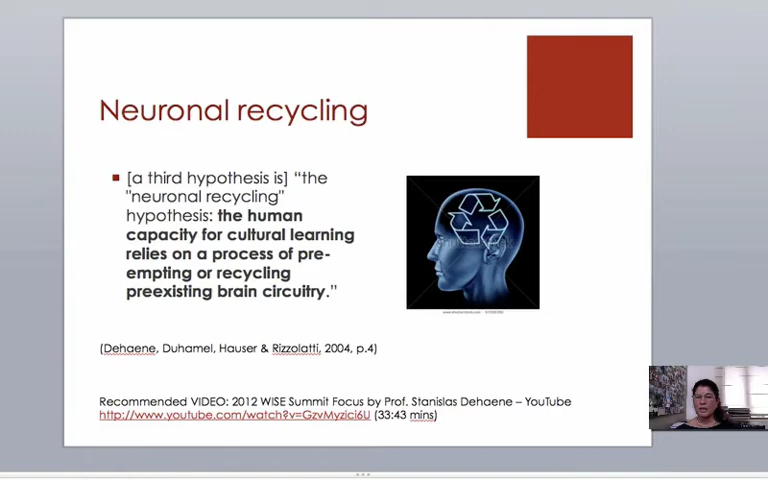 Neuronal recycling
[a third hypothesis is] “the
"neuronal recycling"
hypothesis: the human
capacity for cultural learning
relies on a process of pre-
empting or recycling
preexisting brain circuitry.”
(Dehaene, Duhamel, Hauser & Rizzolatti, 2004, p.4)
Recommended VIDEO: 2012 WISE Summit Focus by Prof. Stanislas Dehaene – YouTube
http://www.youtube.com/watch?v=GzvMyzici6U (33:43 mins)